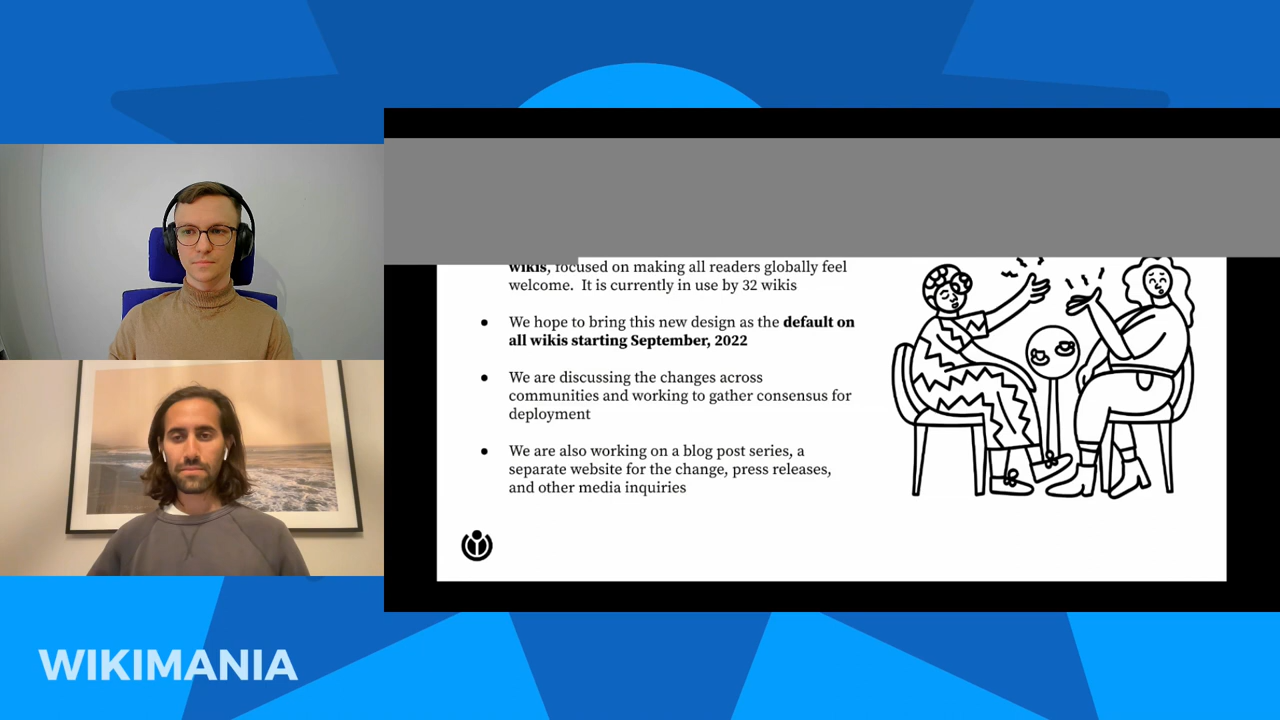 wikis, focused on making all readers globally feel
welcome. It is currently in use by 32 wikis
● We hope to bring this new design as the default on
all wikis starting September, 2022
● We are discussing the changes across
communities and working to gather consensus for
deployment
● We are also working on a blog post series, a
separate website for the change, press releases,
and other media inquiries
WIKIMANIA